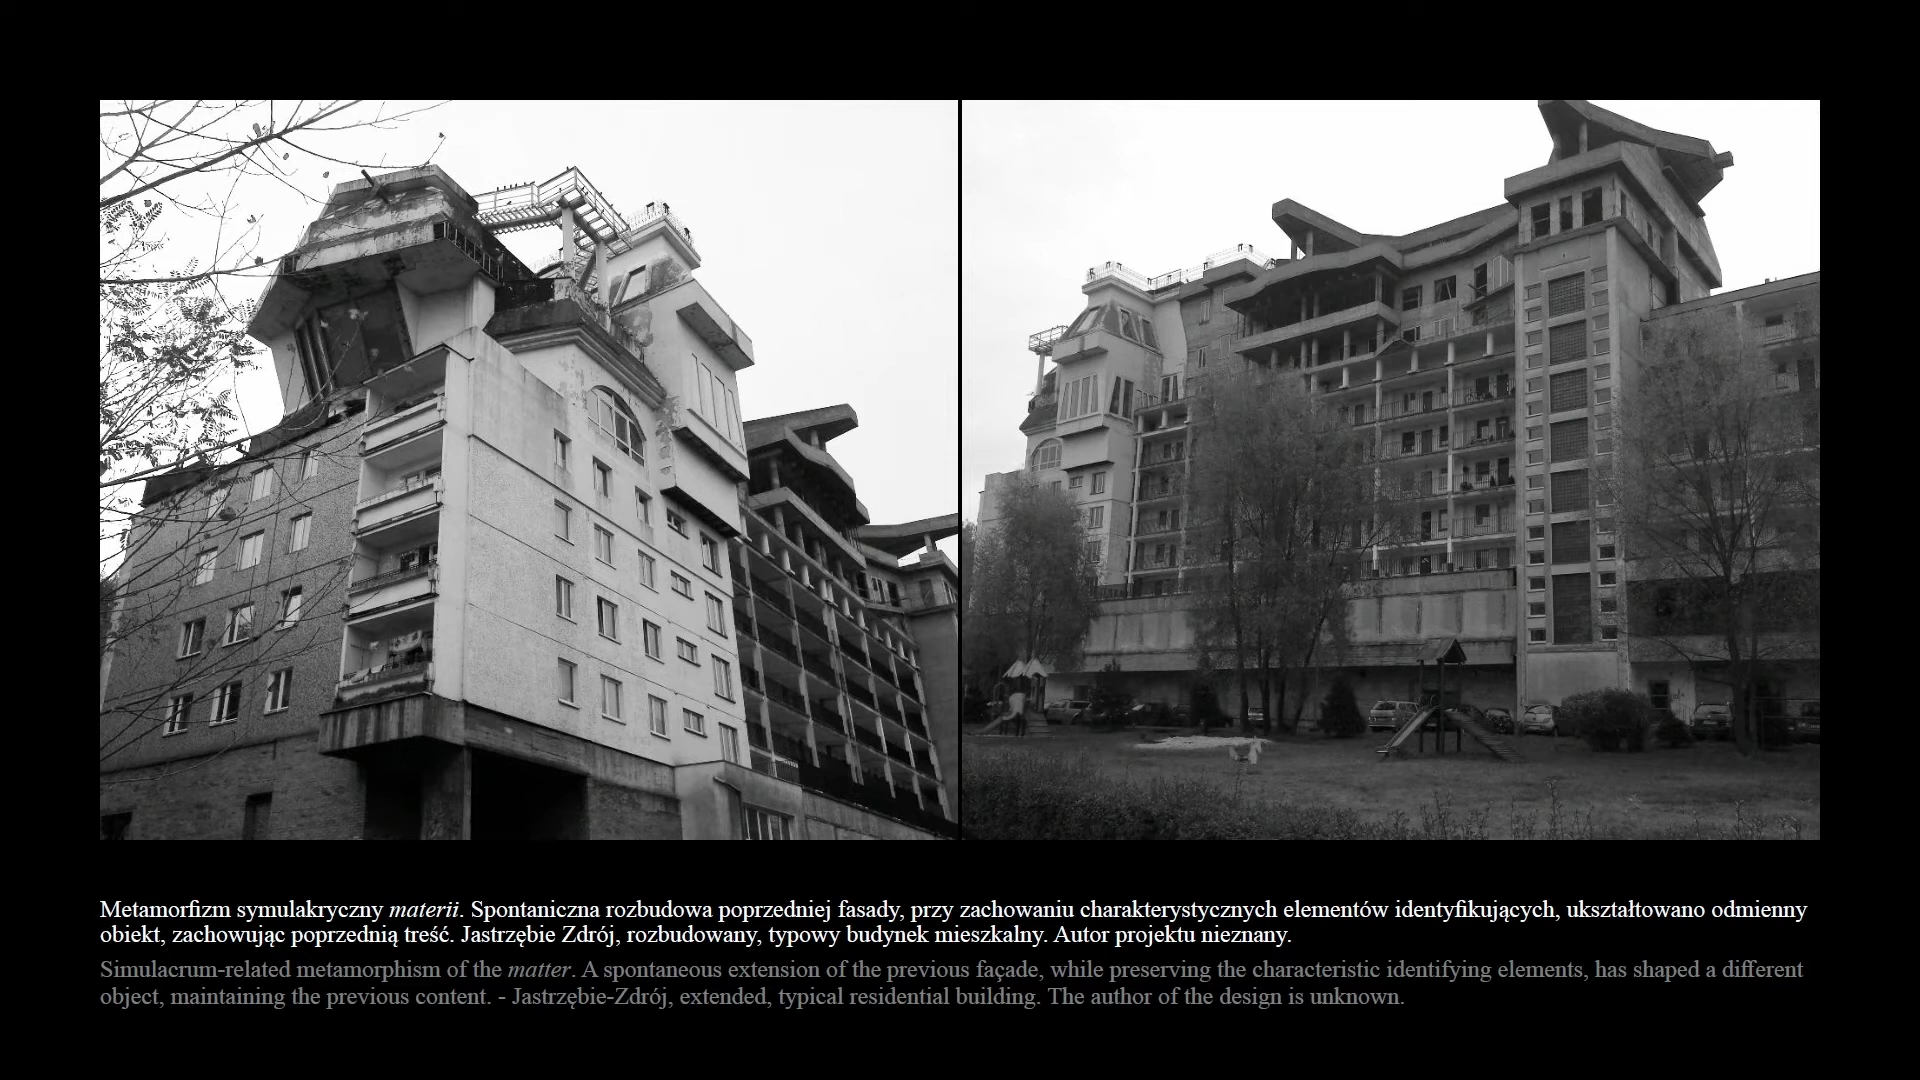 Metamorfizm symulakryczny materii. Spontaniczna rozbudowa poprzedniej fasady, przy zachowaniu charakterystycznych elementów identyfikujących, ukształtowano odmienny
obiekt, zachowując poprzednią treść. Jastrzębie Zdrój, rozbudowany, typowy budynek mieszkalny. Autor projektu nieznany.
Simulacrum-related metamorphism of the matter. A spontaneous extension of the previous façade, while preserving the characteristic identifying elements, has shaped a different
object, maintaining the previous content. - Jastrzębie-Zdrój, extended, typical residential building. The author of the design is unknown.